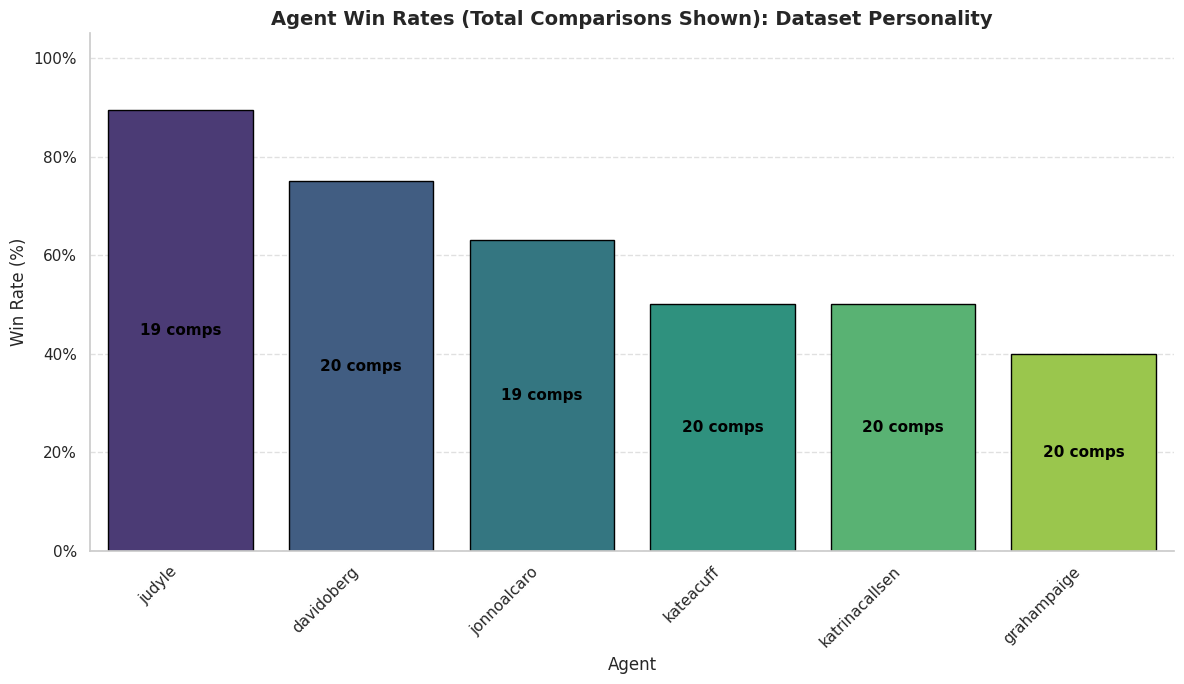 Agent Win Rates (Total Comparisons Shown): Dataset Personality
100%
80%
60%
40%
20%
0%
Win Rate (%)
19 comps
20 comps
19 comps
20 comps
20 comps
20 comps
judyle
davidoberg
jonnoalcaro
kateacuff
katrinacallsen
grahampaige
Agent